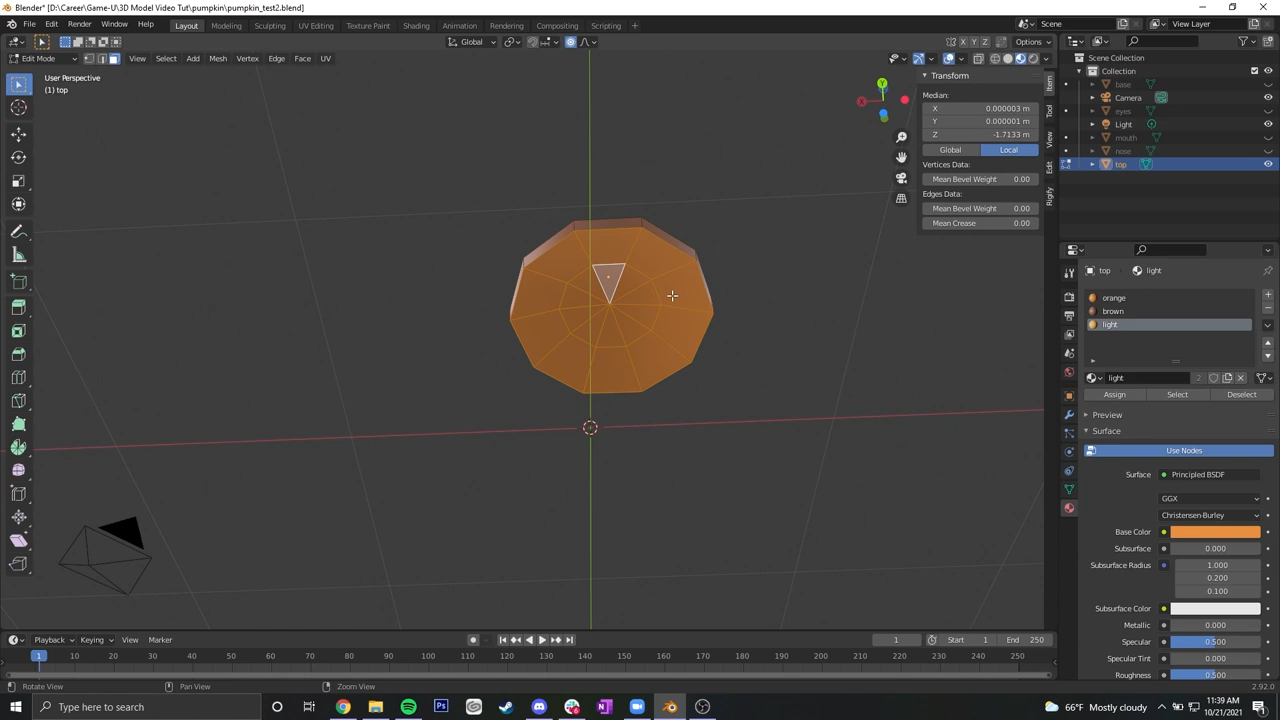 Blender* [D:\Career\Game-U\3D Model Video Tut\pumpkin\pumpkin_test2.blend]
File Edit Render Window Help Layout Modeling Sculpting UV Editing Texture Paint Shading Animation Rendering Compositing Scripting Scene View Layer
Global Options
Edit Mode View Select Add Mesh Vertex Edge Face UV
User Perspective
(1) top
Scene Collection
Collection
base
Camera
eyes
Light
mouth
nose
top
Transform
Median:
X 0.000003 m
Y 0.000001 m
Z -1.7133 m
Global Local
Vertices Data:
Mean Bevel Weight 0.00
Edges Data:
Mean Bevel Weight 0.00
Mean Crease 0.00
Item
Tool
View
Edit
Rigify
Y
X
top light
orange
brown
light
light 2
Assign Select Deselect
Preview
Surface
Use Nodes
Surface Principled BSDF
GGX
Christensen-Burley
Base Color
Subsurface 0.000
Subsurface Radius 1.000
0.200
0.100
Subsurface Color
Metallic 0.000
Specular 0.500
Specular Tint 0.000
Roughness 0.500
Playback Keying View Marker 1 Start 1 End 250
1 10 20 30 40 50 60 70 80 90 100 110 120 130 140 150 160 170 180 190 200 210 220 230 240 250
Rotate View Pan View Zoom View 2.92.0
Type here to search
66°F Mostly cloudy
11:39 AM
10/21/2021